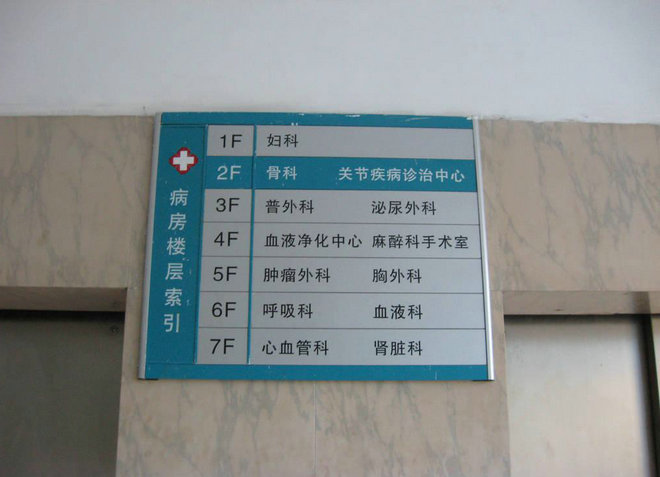 病房楼层索引
1F 妇科
2F 骨科 关节疾病诊治中心
3F 普外科 泌尿外科
4F 血液净化中心 麻醉科手术室
5F 肿瘤外科 胸外科
6F 呼吸科 血液科
7F 心血管科 肾脏科